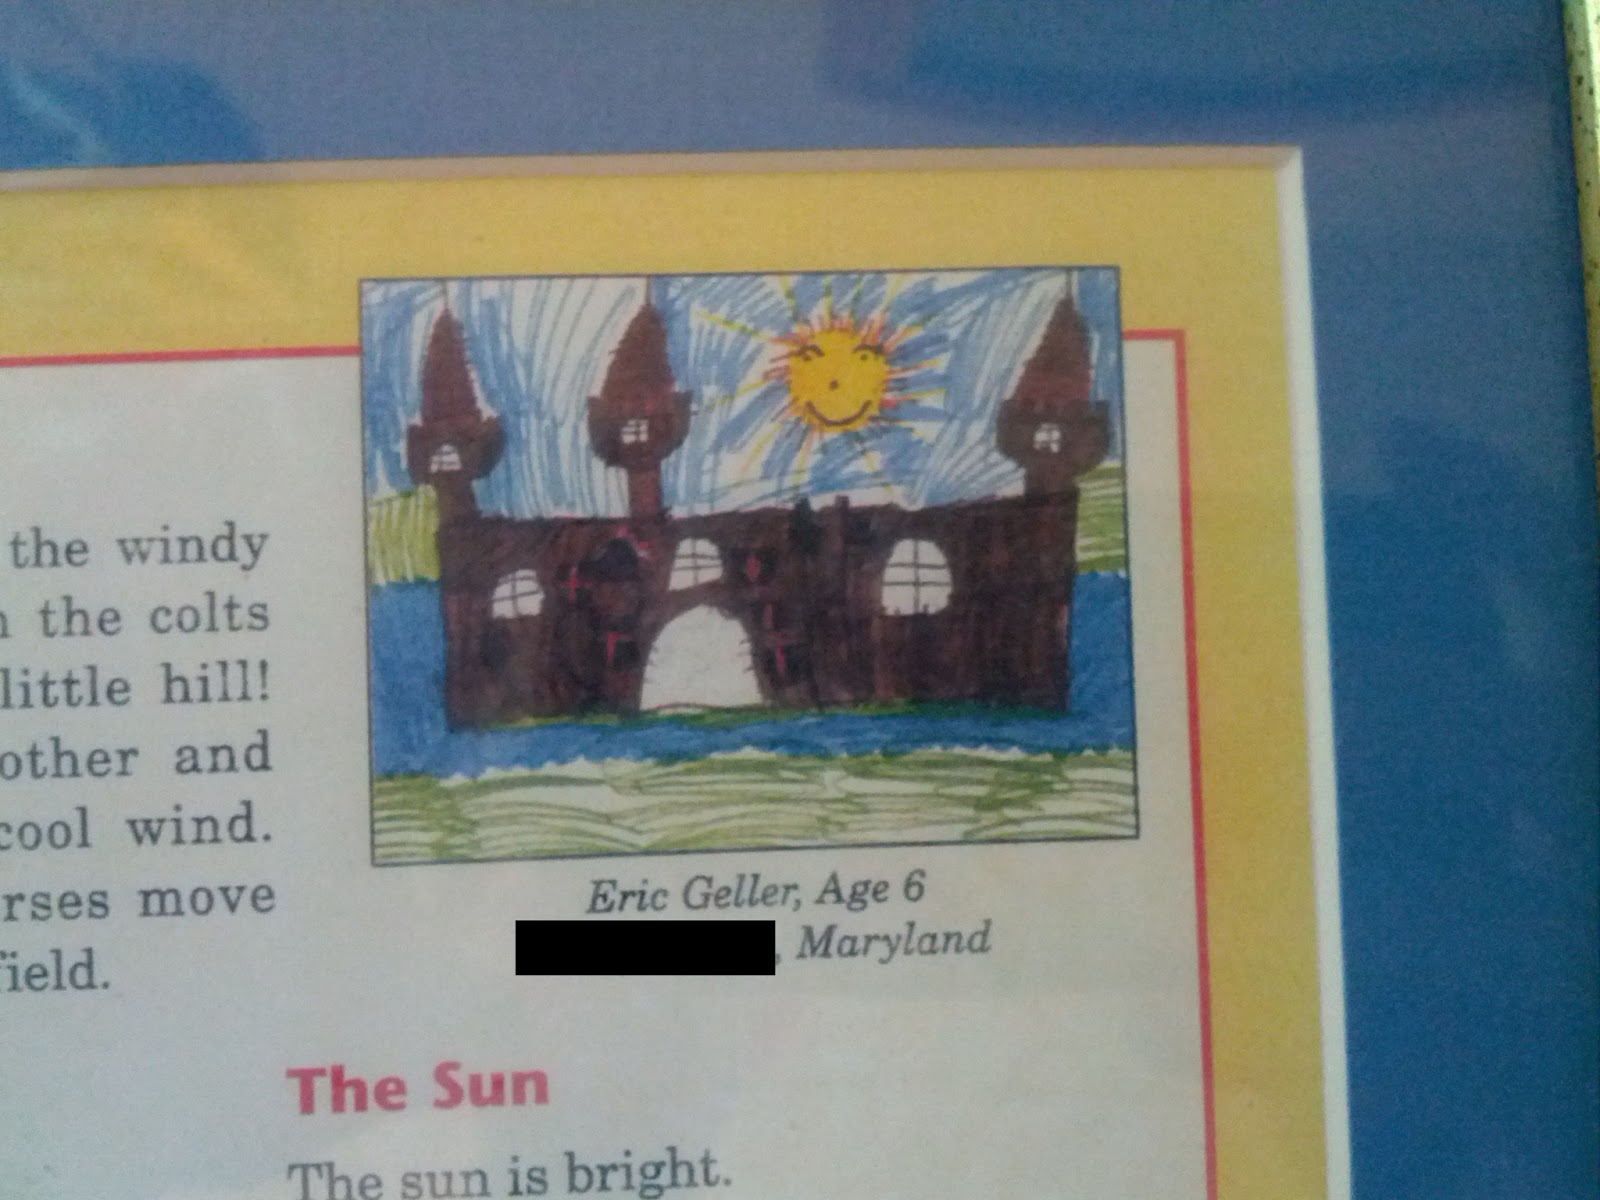 the windy
the colts
little hill!
other and
cool wind.
rses move
field.
Eric Geller, Age 6
, Maryland
The Sun
The sun is bright.